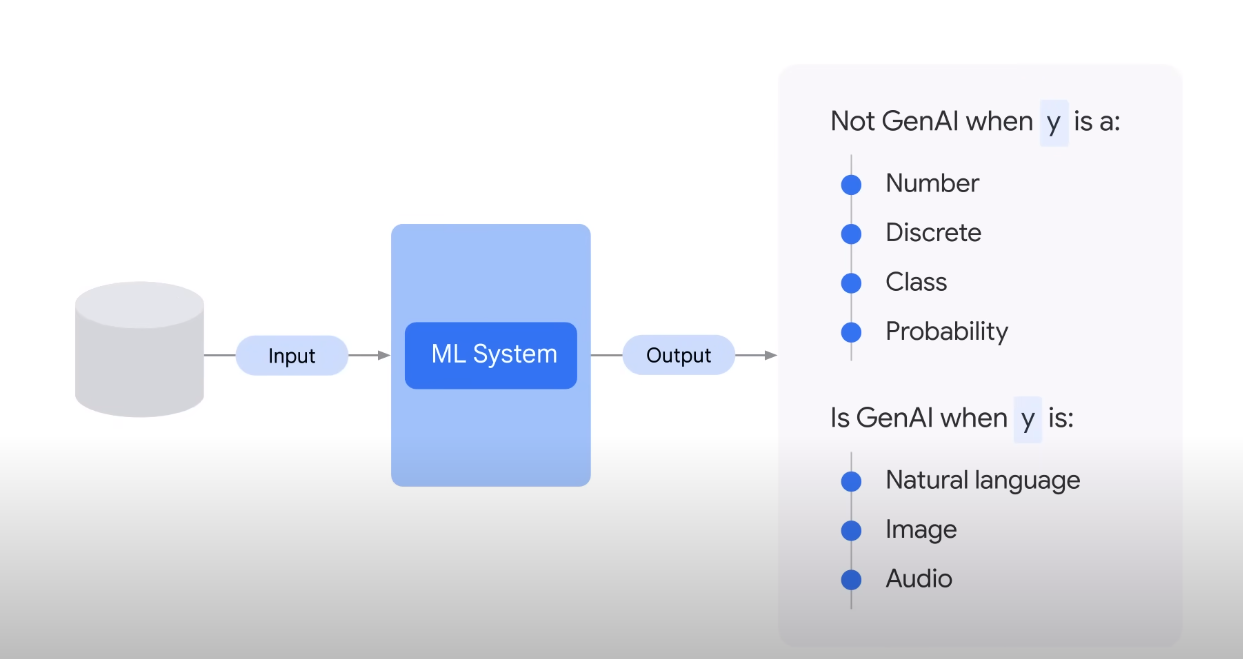 Not GenAI when y is a:
Number
Discrete
Class
Probability
Input
ML System
Output
Is GenAI when y is:
Natural language
Image
Audio